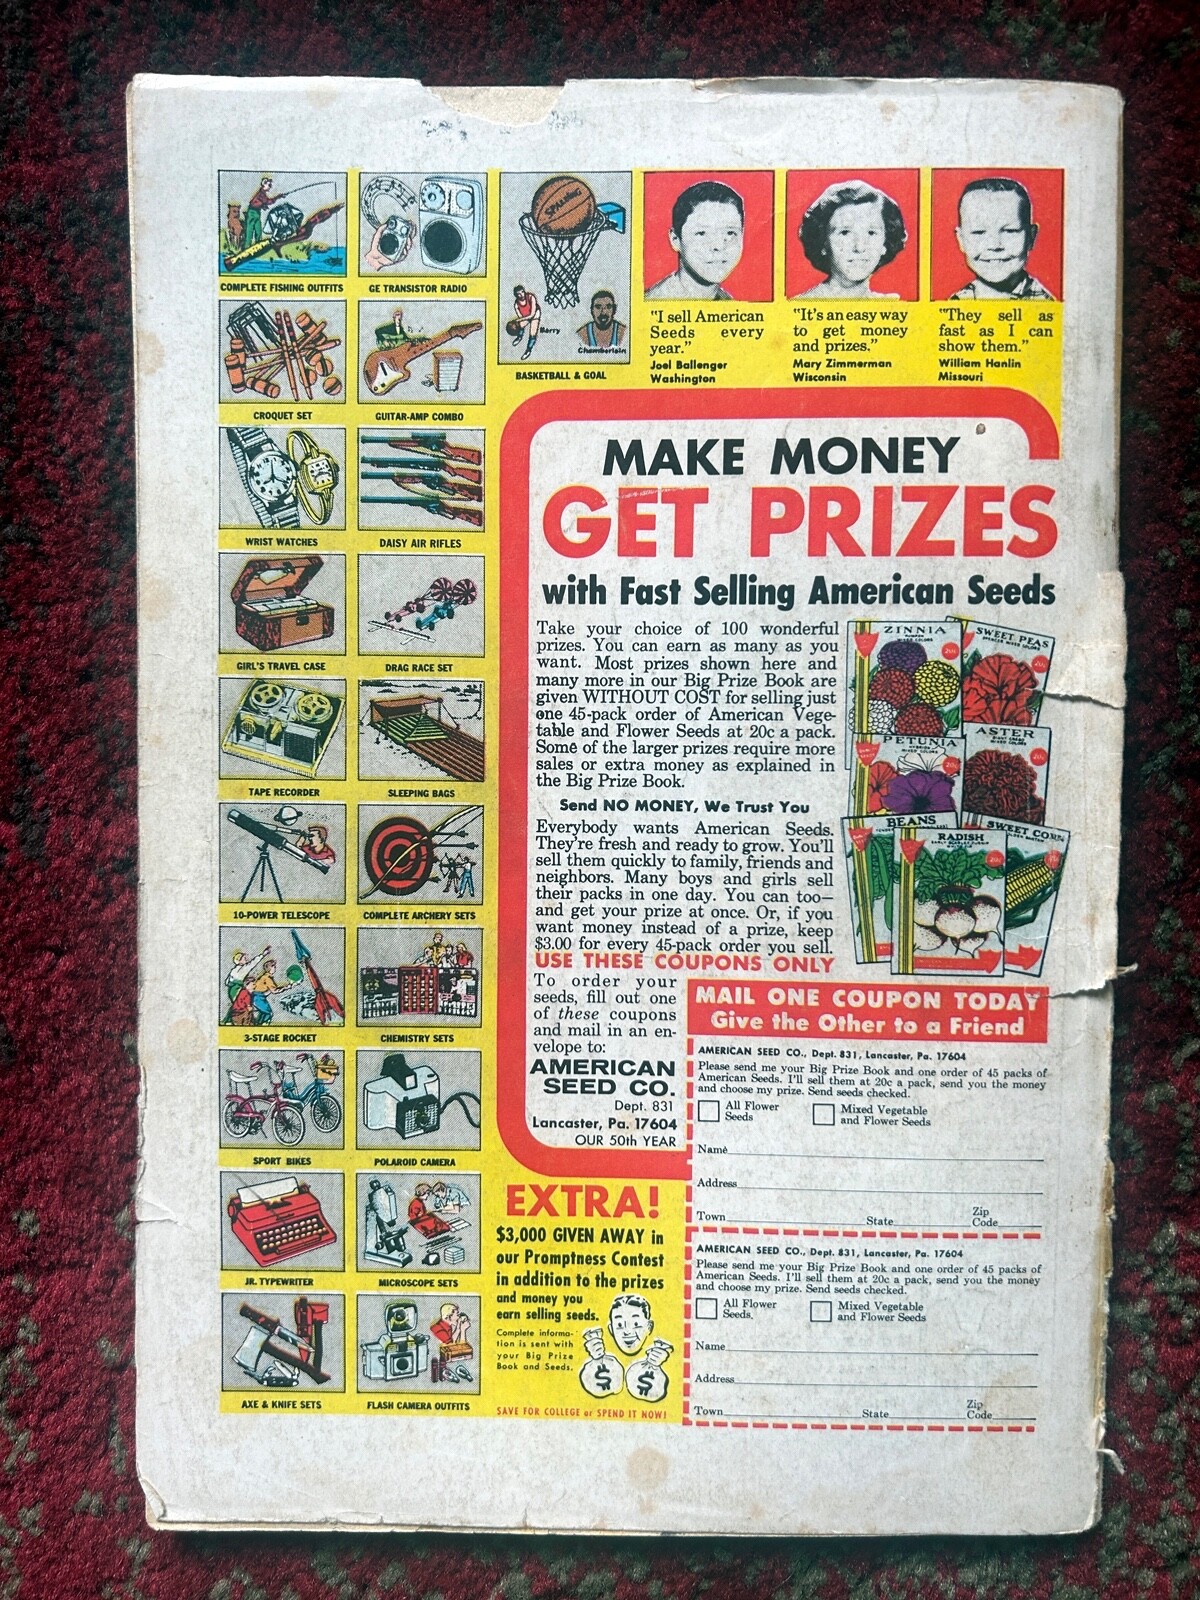 COMPLETE FISHING OUTFITS
GE TRANSISTOR RADIO
CROQUET SET
GUITAR-AMP COMBO
WRIST WATCHES
DAISY AIR RIFLES
GIRL'S TRAVEL CASE
DRAG RACE SET
TAPE RECORDER
SLEEPING BAGS
10-POWER TELESCOPE
COMPLETE ARCHERY SETS
3-STAGE ROCKET
CHEMISTRY SETS
SPORT BIKES
POLAROID CAMERA
JR. TYPEWRITER
MICROSCOPE SETS
AXE & KNIFE SETS
FLASH CAMERA OUTFITS
SPALDING
Barry
Chamberlain
BASKETBALL & GOAL
"I sell American
Seeds every
year."
Joel Ballenger
Washington
"It's an easy way
to get money
and prizes."
Mary Zimmerman
Wisconsin
"They sell as
fast as I can
show them."
William Hanlin
Missouri
MAKE MONEY
GET PRIZES
with Fast Selling American Seeds
Take your choice of 100 wonderful
prizes. You can earn as many as you
want. Most prizes shown here and
many more in our Big Prize Book are
given WITHOUT COST for selling just
one 45-pack order of American Vege-
table and Flower Seeds at 20c a pack.
Some of the larger prizes require more
sales or extra money as explained in
the Big Prize Book.
Send NO MONEY, We Trust You
Everybody wants American Seeds.
They're fresh and ready to grow. You'll
sell them quickly to family, friends and
neighbors. Many boys and girls sell
their packs in one day. You can too—
and get your prize at once. Or, if you
want money instead of a prize, keep
$3.00 for every 45-pack order you sell.
USE THESE COUPONS ONLY
To order your
seeds, fill out one
of these coupons
and mail in an en-
velope to:
AMERICAN
SEED CO.
Dept. 831
Lancaster, Pa. 17604
OUR 50th YEAR
ZINNIA
MIXED COLORS
20¢
SWEET PEAS
SPENCER MIXED COLORS
20¢
PETUNIA
MIXED COLORS
20¢
ASTER
MIXED COLORS
20¢
BEANS
RADISH
20¢
SWEET CORN
MAIL ONE COUPON TODAY
Give the Other to a Friend
AMERICAN SEED CO., Dept. 831, Lancaster, Pa. 17604
Please send me your Big Prize Book and one order of 45 packs of
American Seeds. I'll sell them at 20c a pack, send you the money
and choose my prize. Send seeds checked.
All Flower
Seeds
Mixed Vegetable
and Flower Seeds
Name
Address
Town State Zip
Code
AMERICAN SEED CO., Dept. 831, Lancaster, Pa. 17604
Please send me your Big Prize Book and one order of 45 packs of
American Seeds. I'll sell them at 20c a pack, send you the money
and choose my prize. Send seeds checked.
All Flower
Seeds.
Mixed Vegetable
and Flower Seeds
Name
Address
Town State Zip
Code
EXTRA!
$3,000 GIVEN AWAY in
our Promptness Contest
in addition to the prizes
and money you
earn selling seeds.
Complete informa-
tion is sent with
your Big Prize
Book and Seeds.
$ $
SAVE FOR COLLEGE or SPEND IT NOW!